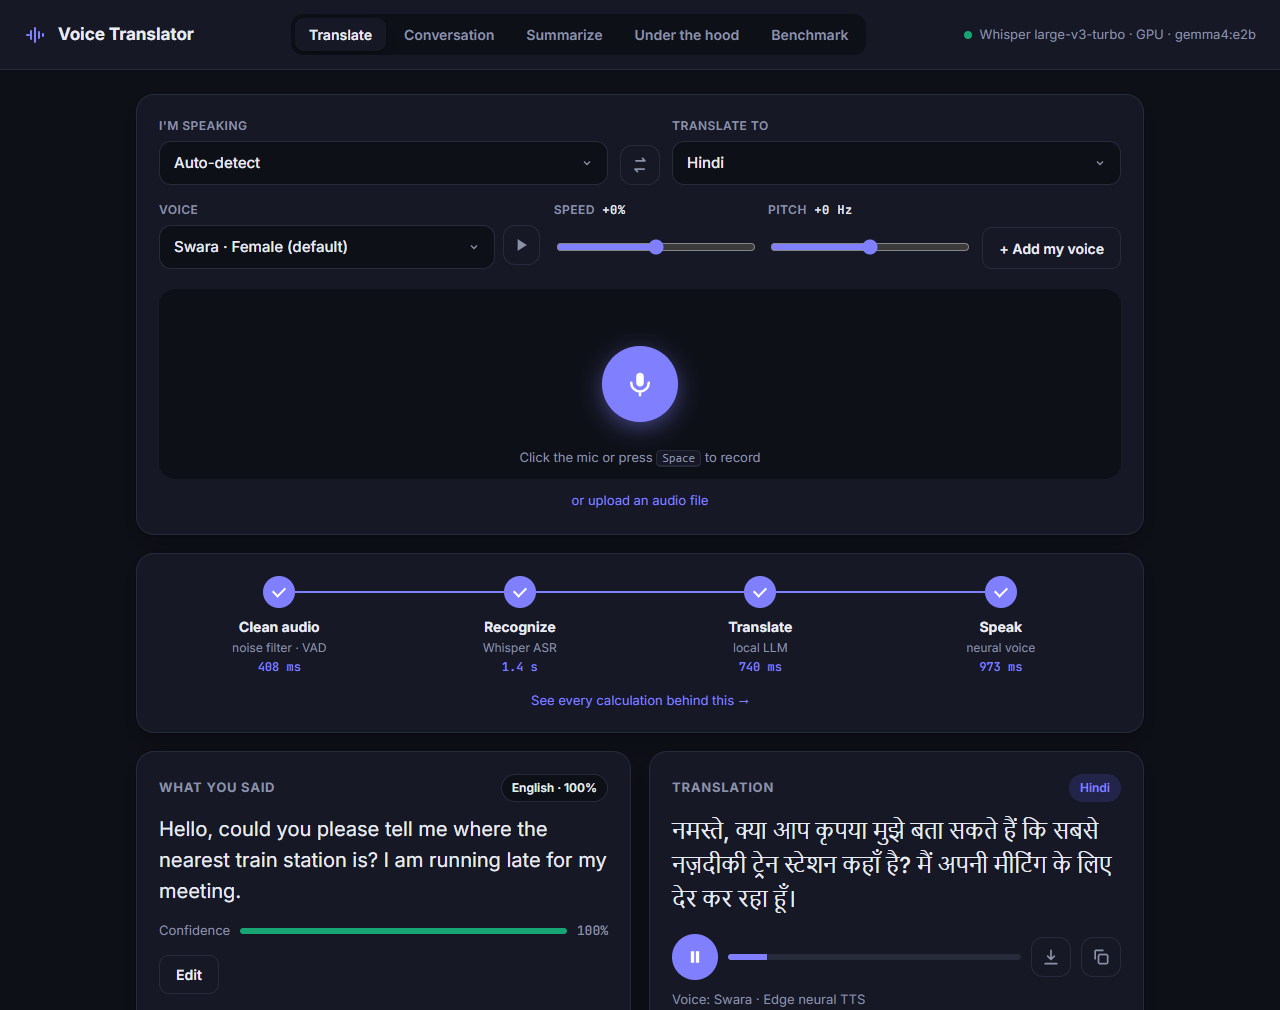 Voice Translator
Translate
Conversation
Summarize
Under the hood
Benchmark
Whisper large-v3-turbo · GPU · gemma4:e2b
I'M SPEAKING
Auto-detect
TRANSLATE TO
Hindi
VOICE
Swara · Female (default)
SPEED +0%
PITCH +0 Hz
+ Add my voice
Click the mic or press Space to record
or upload an audio file
Clean audio
noise filter · VAD
408 ms
Recognize
Whisper ASR
1.4 s
Translate
local LLM
740 ms
Speak
neural voice
973 ms
See every calculation behind this →
WHAT YOU SAID
English · 100%
Hello, could you please tell me where the
nearest train station is? I am running late for my
meeting.
Confidence 100%
Edit
TRANSLATION
Hindi
नमस्ते, क्या आप कृपया मुझे बता सकते हैं कि सबसे
नज़दीकी ट्रेन स्टेशन कहाँ है? मैं अपनी मीटिंग के लिए
देर कर रहा हूँ।
Voice: Swara · Edge neural TTS